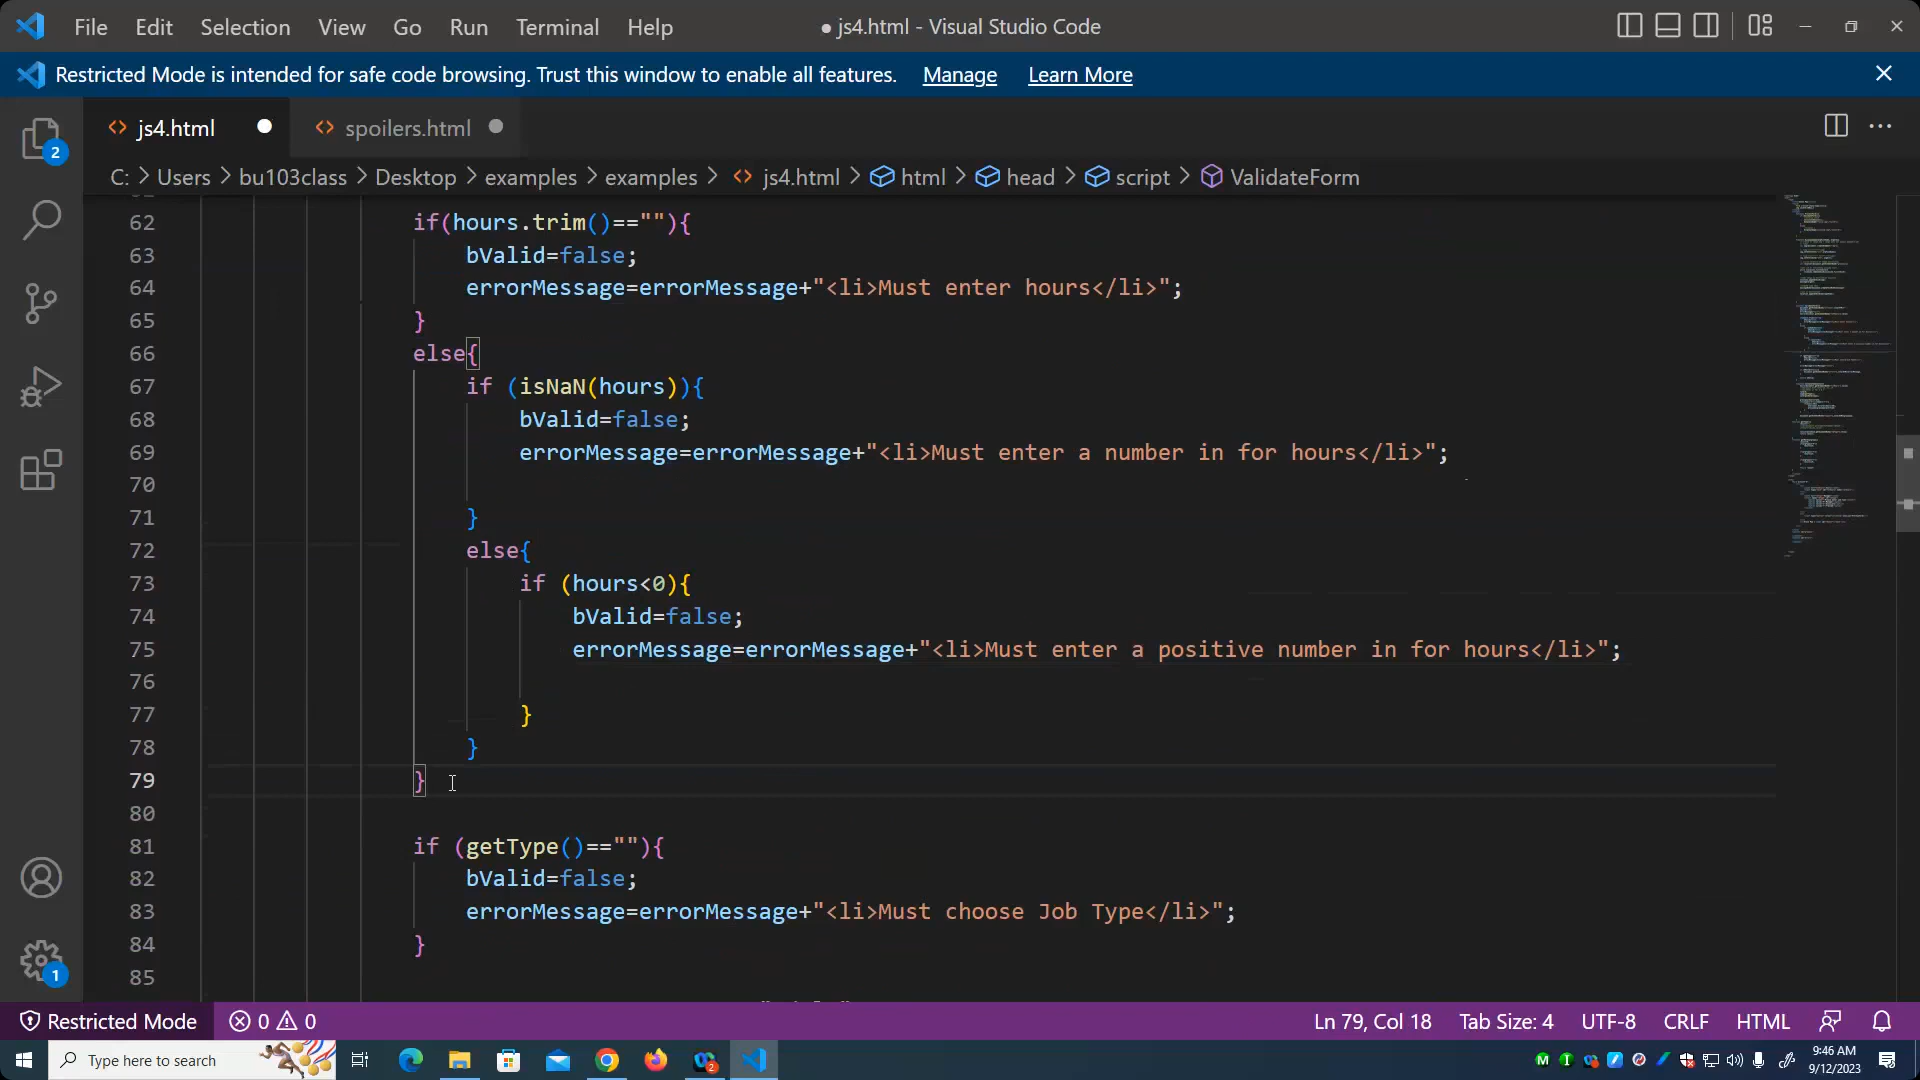 File Edit Selection View Go Run Terminal Help ● js4.html - Visual Studio Code
Restricted Mode is intended for safe code browsing. Trust this window to enable all features. Manage Learn More
js4.html spoilers.html
2
C: > Users > bu103class > Desktop > examples > examples > js4.html > html > head > script > ValidateForm
62 if(hours.trim()==""){
63 bValid=false;
64 errorMessage=errorMessage+"<li>Must enter hours</li>";
65 }
66 else{
67 if (isNaN(hours)){
68 bValid=false;
69 errorMessage=errorMessage+"<li>Must enter a number in for hours</li>";
70
71 }
72 else{
73 if (hours<0){
74 bValid=false;
75 errorMessage=errorMessage+"<li>Must enter a positive number in for hours</li>";
76
77 }
78 }
79 }
80
81 if (getType()==""){
82 bValid=false;
83 errorMessage=errorMessage+"<li>Must choose Job Type</li>";
84 }
85
1
Restricted Mode 0 0 Ln 79, Col 18 Tab Size: 4 UTF-8 CRLF HTML
Type here to search 2 9:46 AM
9/12/2023